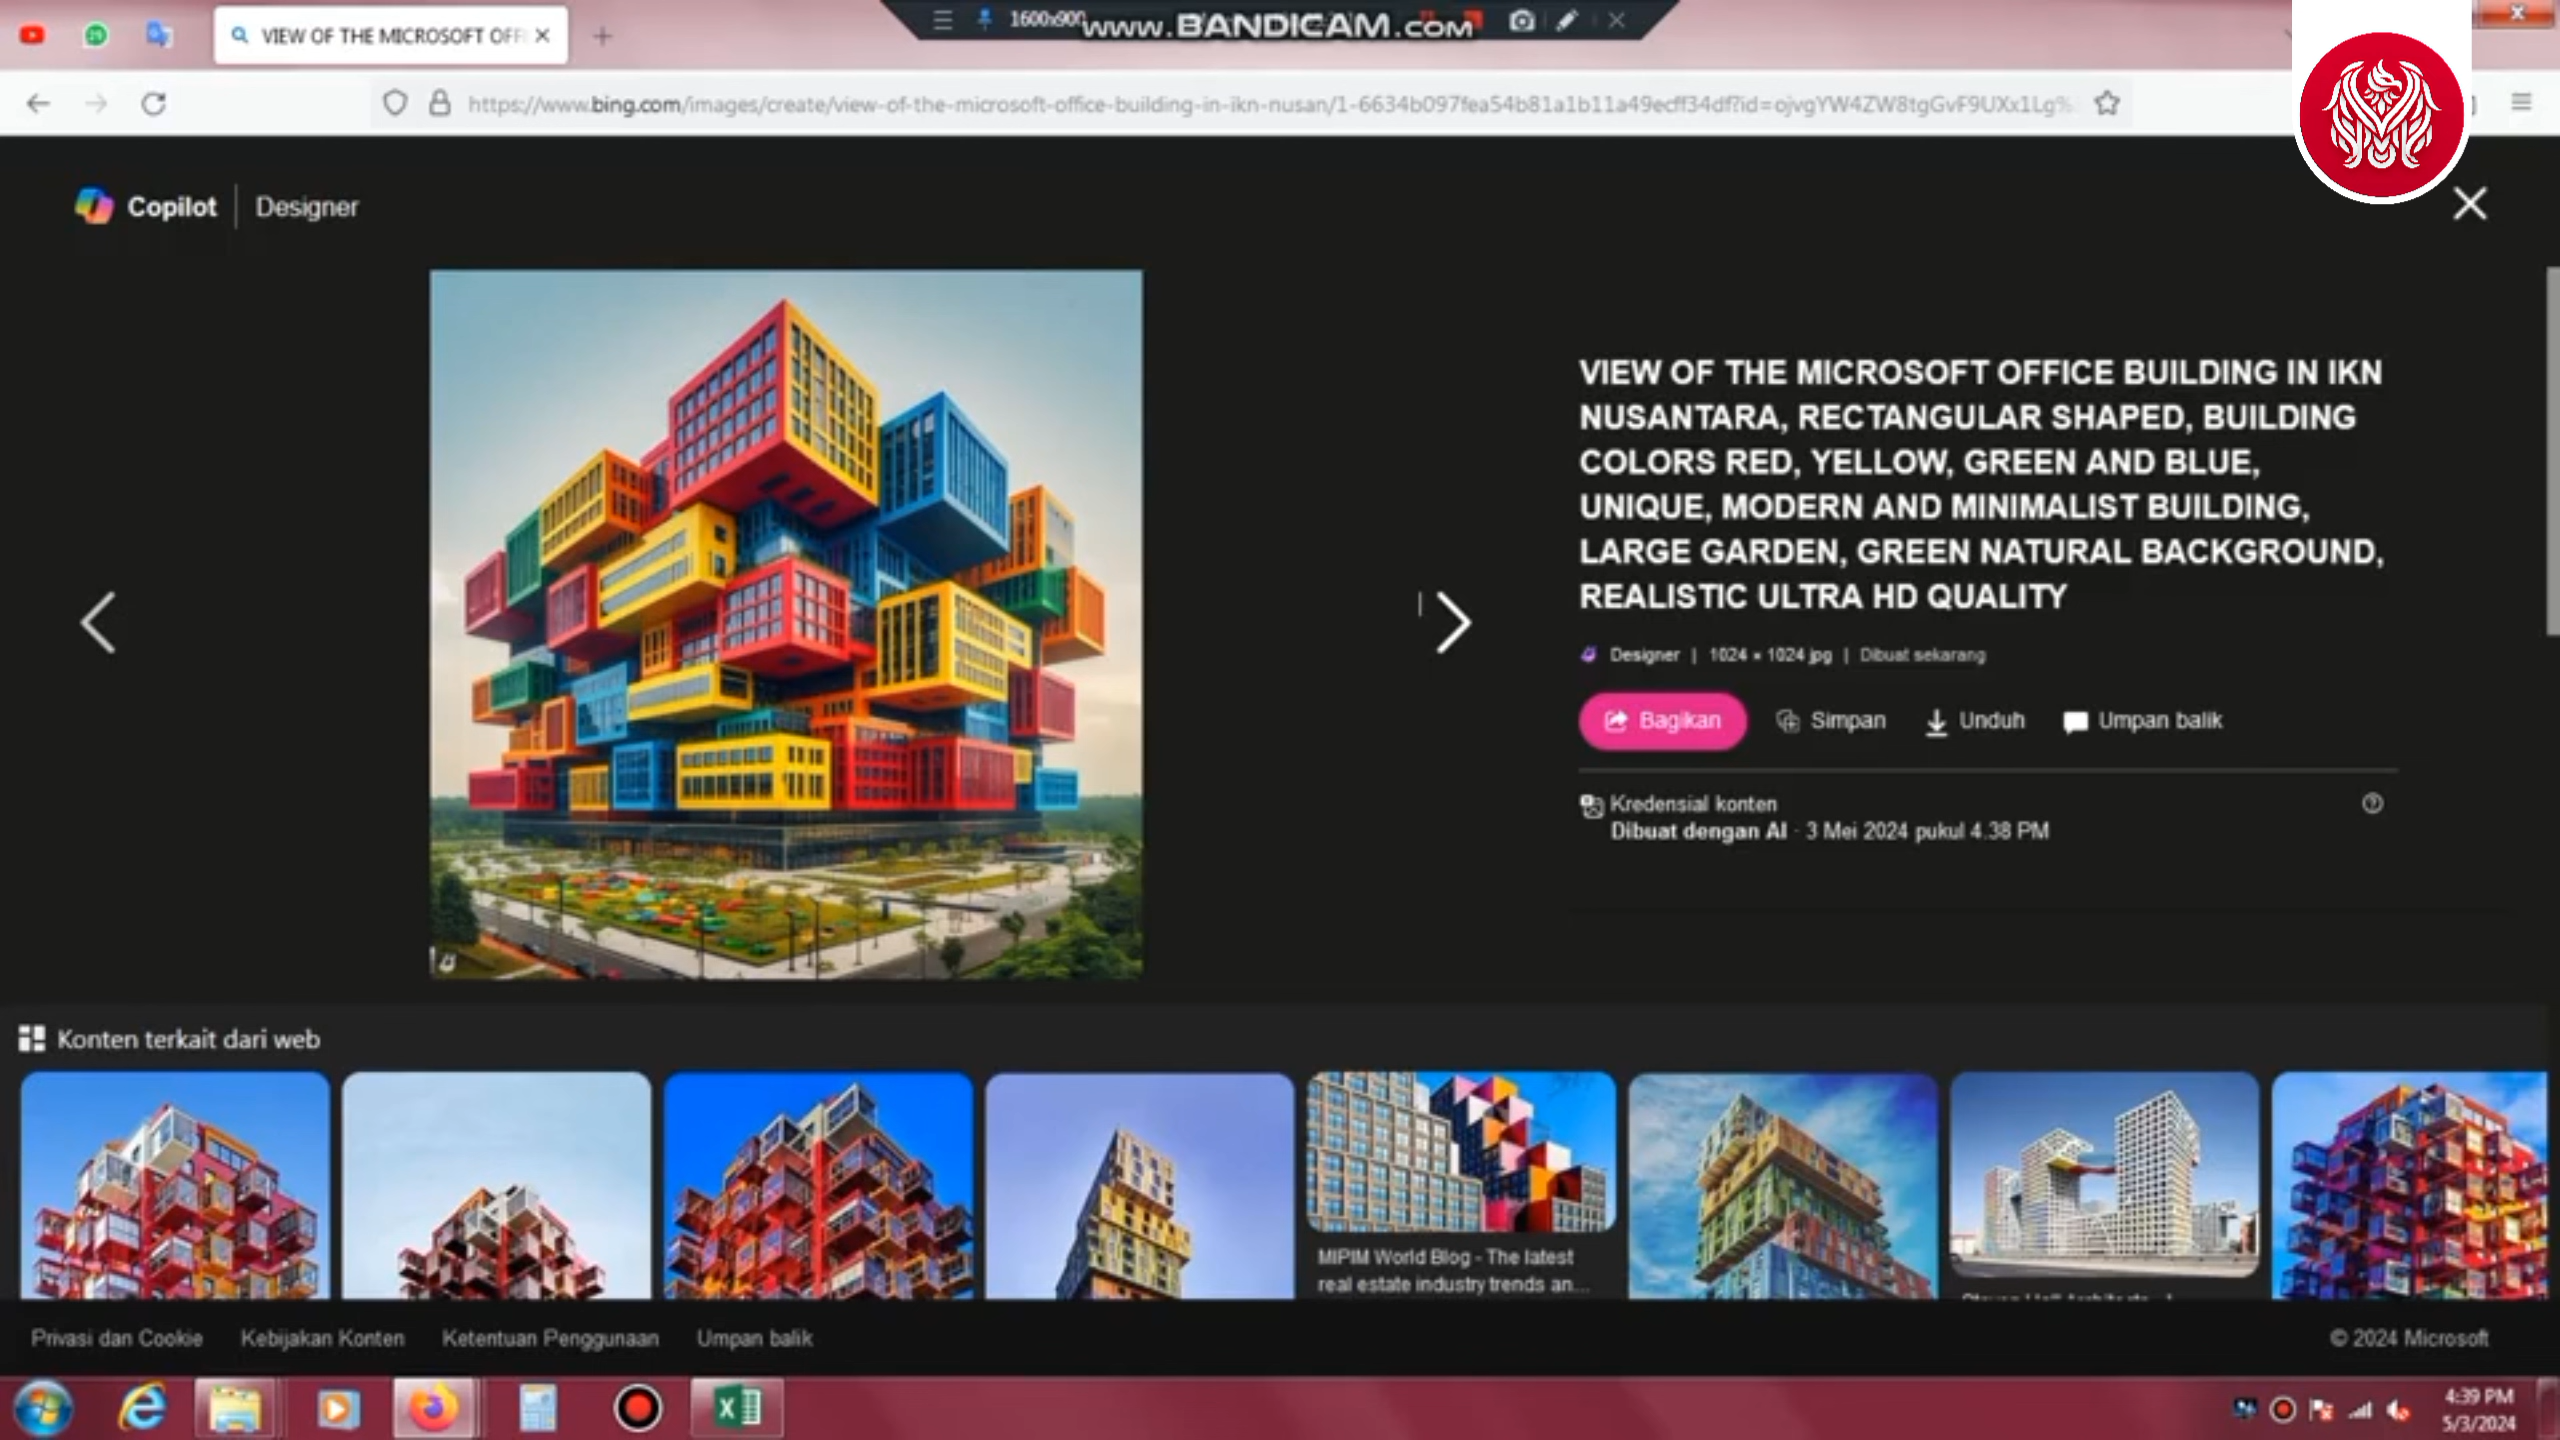 VIEW OF THE MICROSOFT OFF
1600x900
www.BANDICAM.com
https://www.bing.com/images/create/view-of-the-microsoft-office-building-in-ikn-nusan/1-6634b097fea54b81a1b11a49ecff34df?id=ojvgYW4ZW8tgGvF9UXx1Lg%
Copilot | Designer
VIEW OF THE MICROSOFT OFFICE BUILDING IN IKN
NUSANTARA, RECTANGULAR SHAPED, BUILDING
COLORS RED, YELLOW, GREEN AND BLUE,
UNIQUE, MODERN AND MINIMALIST BUILDING,
LARGE GARDEN, GREEN NATURAL BACKGROUND,
REALISTIC ULTRA HD QUALITY
Designer | 1024 × 1024 jpg | Dibuat sekarang
Bagikan Simpan Unduh Umpan balik
Kredensial konten
Dibuat dengan AI · 3 Mei 2024 pukul 4.38 PM
Konten terkait dari web
MIPIM World Blog - The latest
real estate industry trends an...
Privasi dan Cookie Kebijakan Konten Ketentuan Penggunaan Umpan balik
© 2024 Microsoft
4:39 PM
5/3/2024